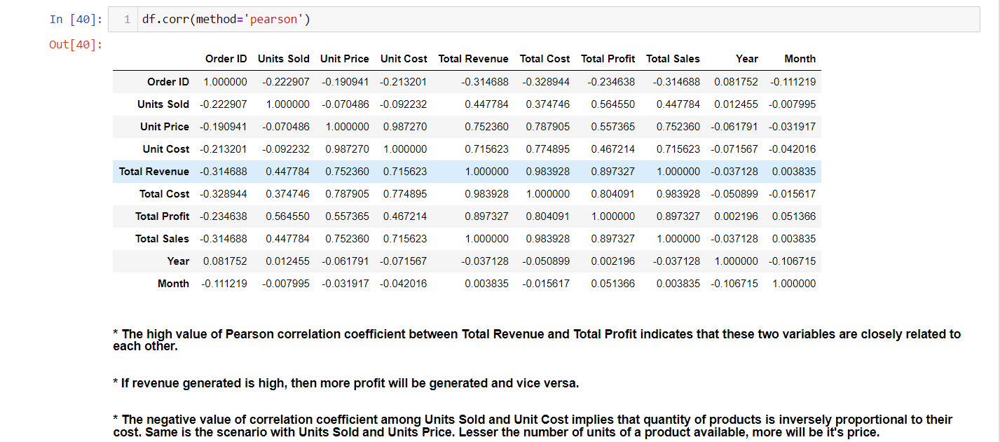 In [40]: 1 df.corr(method='pearson')
Out[40]:
Order ID Units Sold Unit Price Unit Cost Total Revenue Total Cost Total Profit Total Sales Year Month
Order ID 1.000000 -0.222907 -0.190941 -0.213201 -0.314688 -0.328944 -0.234638 -0.314688 0.081752 -0.111219
Units Sold -0.222907 1.000000 -0.070486 -0.092232 0.447784 0.374746 0.564550 0.447784 0.012455 -0.007995
Unit Price -0.190941 -0.070486 1.000000 0.987270 0.752360 0.787905 0.557365 0.752360 -0.061791 -0.031917
Unit Cost -0.213201 -0.092232 0.987270 1.000000 0.715623 0.774895 0.467214 0.715623 -0.071567 -0.042016
Total Revenue -0.314688 0.447784 0.752360 0.715623 1.000000 0.983928 0.897327 1.000000 -0.037128 0.003835
Total Cost -0.328944 0.374746 0.787905 0.774895 0.983928 1.000000 0.804091 0.983928 -0.050899 -0.015617
Total Profit -0.234638 0.564550 0.557365 0.467214 0.897327 0.804091 1.000000 0.897327 0.002196 0.051366
Total Sales -0.314688 0.447784 0.752360 0.715623 1.000000 0.983928 0.897327 1.000000 -0.037128 0.003835
Year 0.081752 0.012455 -0.061791 -0.071567 -0.037128 -0.050899 0.002196 -0.037128 1.000000 -0.106715
Month -0.111219 -0.007995 -0.031917 -0.042016 0.003835 -0.015617 0.051366 0.003835 -0.106715 1.000000
* The high value of Pearson correlation coefficient between Total Revenue and Total Profit indicates that these two variables are closely related to
each other.
* If revenue generated is high, then more profit will be generated and vice versa.
* The negative value of correlation coefficient among Units Sold and Unit Cost implies that quantity of products is inversely proportional to their
cost. Same is the scenario with Units Sold and Units Price. Lesser the number of units of a product available, more will be it's price.